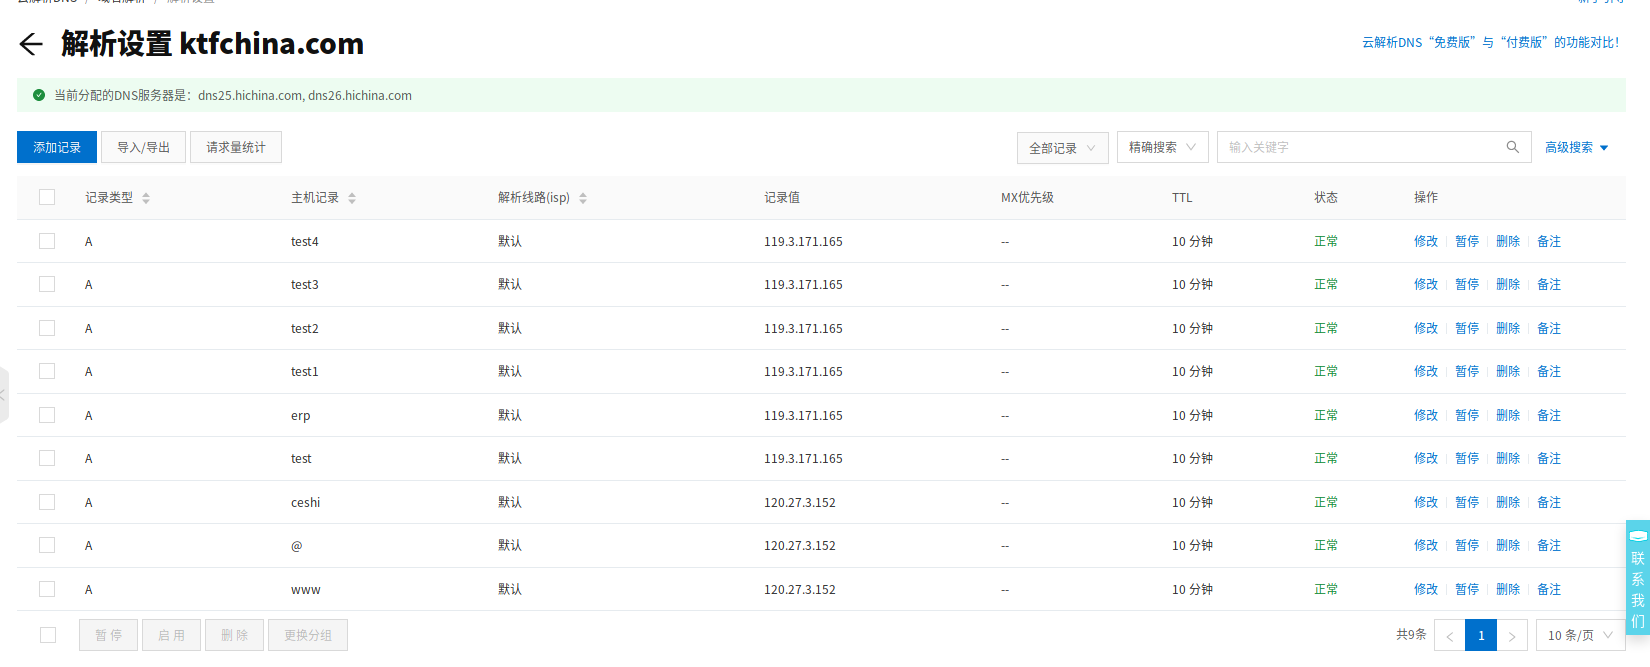 云解析DNS / 域名解析 / 解析设置
解析设置 ktfchina.com
云解析DNS“免费版”与“付费版”的功能对比!
当前分配的DNS服务器是: dns25.hichina.com, dns26.hichina.com
添加记录 导入/导出 请求量统计 全部记录 精确搜索 输入关键字 高级搜索
记录类型 主机记录 解析线路(isp) 记录值 MX优先级 TTL 状态 操作
A test4 默认 119.3.171.165 -- 10 分钟 正常 修改 暂停 删除 备注
A test3 默认 119.3.171.165 -- 10 分钟 正常 修改 暂停 删除 备注
A test2 默认 119.3.171.165 -- 10 分钟 正常 修改 暂停 删除 备注
A test1 默认 119.3.171.165 -- 10 分钟 正常 修改 暂停 删除 备注
A erp 默认 119.3.171.165 -- 10 分钟 正常 修改 暂停 删除 备注
A test 默认 119.3.171.165 -- 10 分钟 正常 修改 暂停 删除 备注
A ceshi 默认 120.27.3.152 -- 10 分钟 正常 修改 暂停 删除 备注
A @ 默认 120.27.3.152 -- 10 分钟 正常 修改 暂停 删除 备注
A www 默认 120.27.3.152 -- 10 分钟 正常 修改 暂停 删除 备注
暂停 启用 删除 更换分组 共9条 1 10 条/页
联系我们